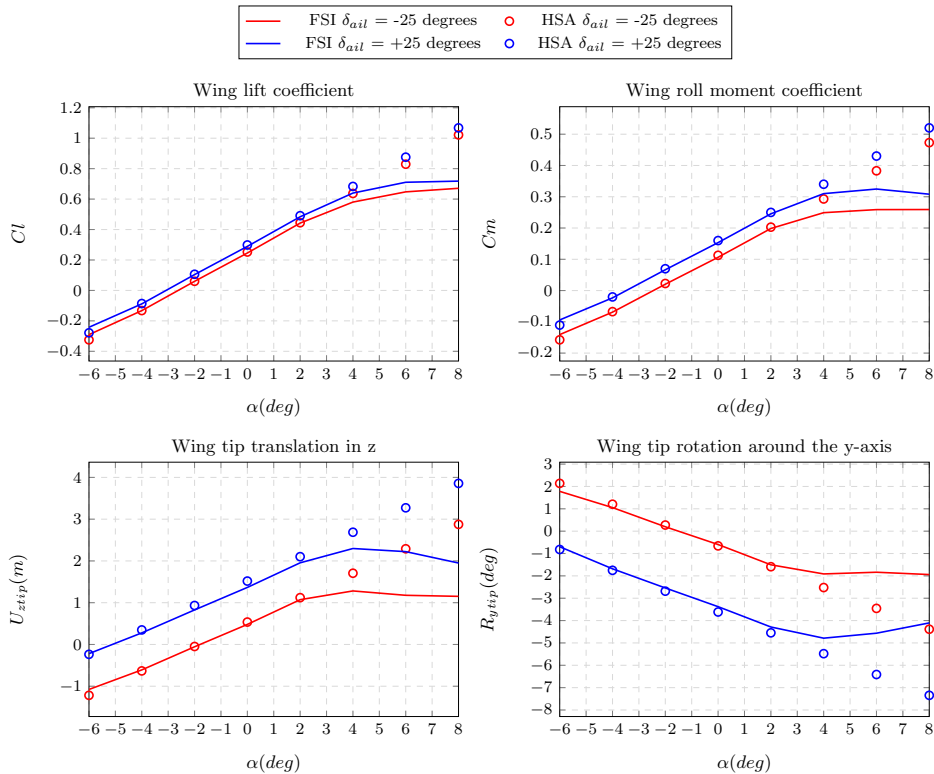 FSI δ_ail = -25 degrees HSA δ_ail = -25 degrees
FSI δ_ail = +25 degrees HSA δ_ail = +25 degrees
Wing lift coefficient
1.2
1
0.8
0.6
0.4
0.2
0
−0.2
−0.4
Cl
−6 −5 −4 −3 −2 −1 0 1 2 3 4 5 6 7 8
α(deg)
Wing roll moment coefficient
0.5
0.4
0.3
0.2
0.1
0
−0.1
−0.2
Cm
−6 −5 −4 −3 −2 −1 0 1 2 3 4 5 6 7 8
α(deg)
Wing tip translation in z
4
3
2
1
0
−1
U_ztip(m)
−6 −5 −4 −3 −2 −1 0 1 2 3 4 5 6 7 8
α(deg)
Wing tip rotation around the y-axis
3
2
1
0
−1
−2
−3
−4
−5
−6
−7
−8
R_ytip(deg)
−6 −5 −4 −3 −2 −1 0 1 2 3 4 5 6 7 8
α(deg)